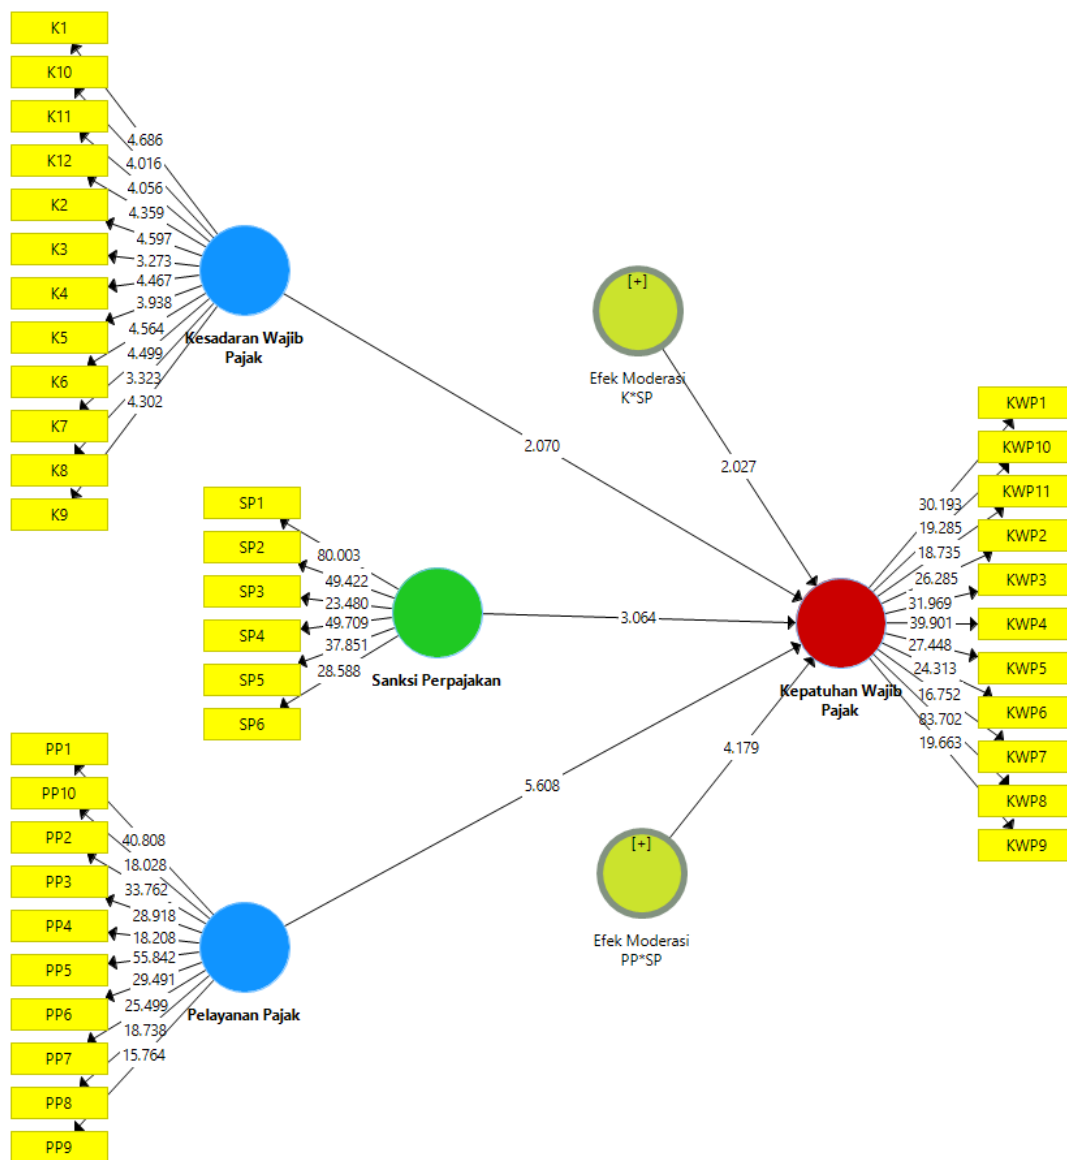 K1
K10
K11
K12
K2
K3
K4
K5
K6
K7
K8
K9
4.686
4.016
4.056
4.359
4.597
3.273
4.467
3.938
4.564
4.499
3.323
4.302
Kesadaran Wajib
Pajak
[+]
Efek Moderasi
K*SP
2.070
2.027
SP1
SP2
SP3
SP4
SP5
SP6
80.003
49.422
23.480
49.709
37.851
28.588
Sanksi Perpajakan
3.064
KWP1
KWP10
KWP11
KWP2
KWP3
KWP4
KWP5
KWP6
KWP7
KWP8
KWP9
30.193
19.285
18.735
26.285
31.969
39.901
27.448
24.313
16.752
83.702
19.663
Kepatuhan Wajib
Pajak
PP1
PP10
PP2
PP3
PP4
PP5
PP6
PP7
PP8
PP9
40.808
18.028
33.762
28.918
18.208
55.842
29.491
25.499
18.738
15.764
Pelayanan Pajak
5.608
4.179
[+]
Efek Moderasi
PP*SP